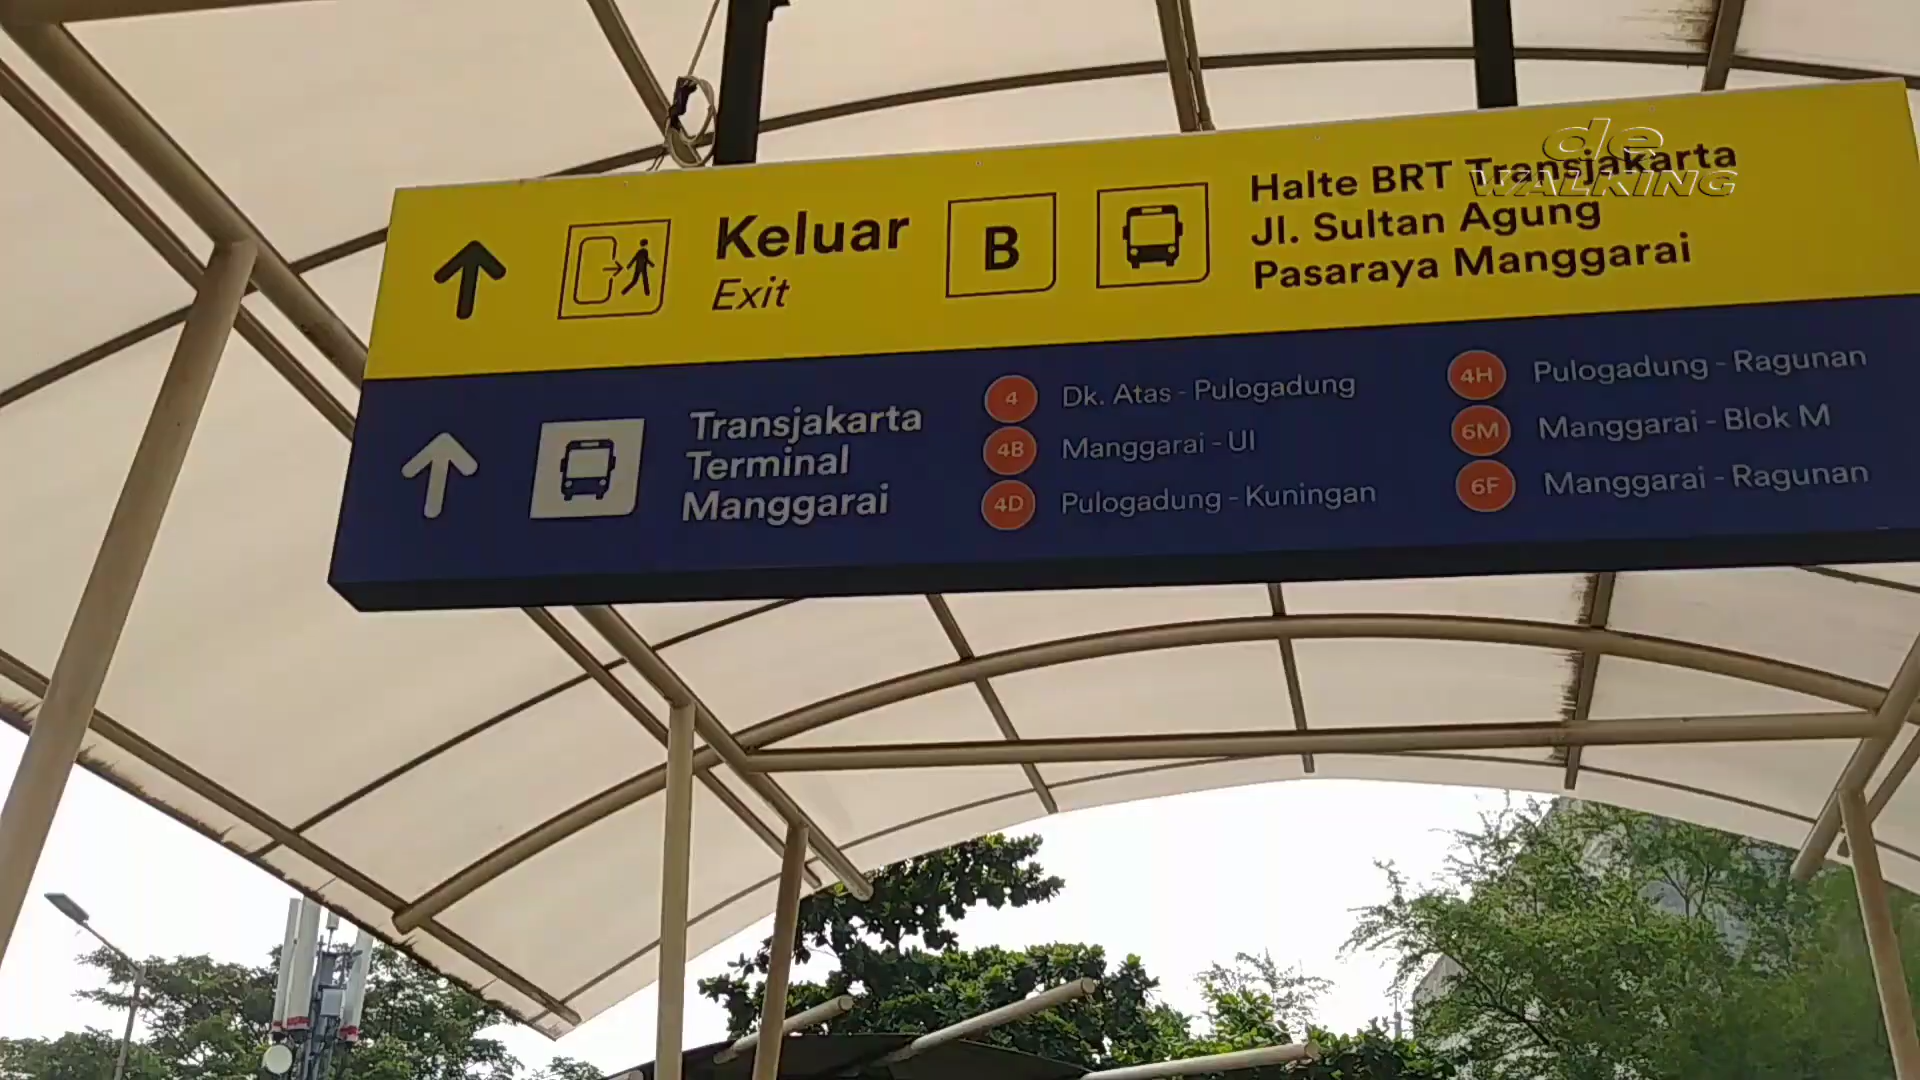 Keluar
Exit
B
Halte BRT Transjakarta
Jl. Sultan Agung
Pasaraya Manggarai
de
WALKING
Transjakarta
Terminal
Manggarai
4 Dk. Atas - Pulogadung
4B Manggarai - UI
4D Pulogadung - Kuningan
4H Pulogadung - Ragunan
6M Manggarai - Blok M
6F Manggarai - Ragunan